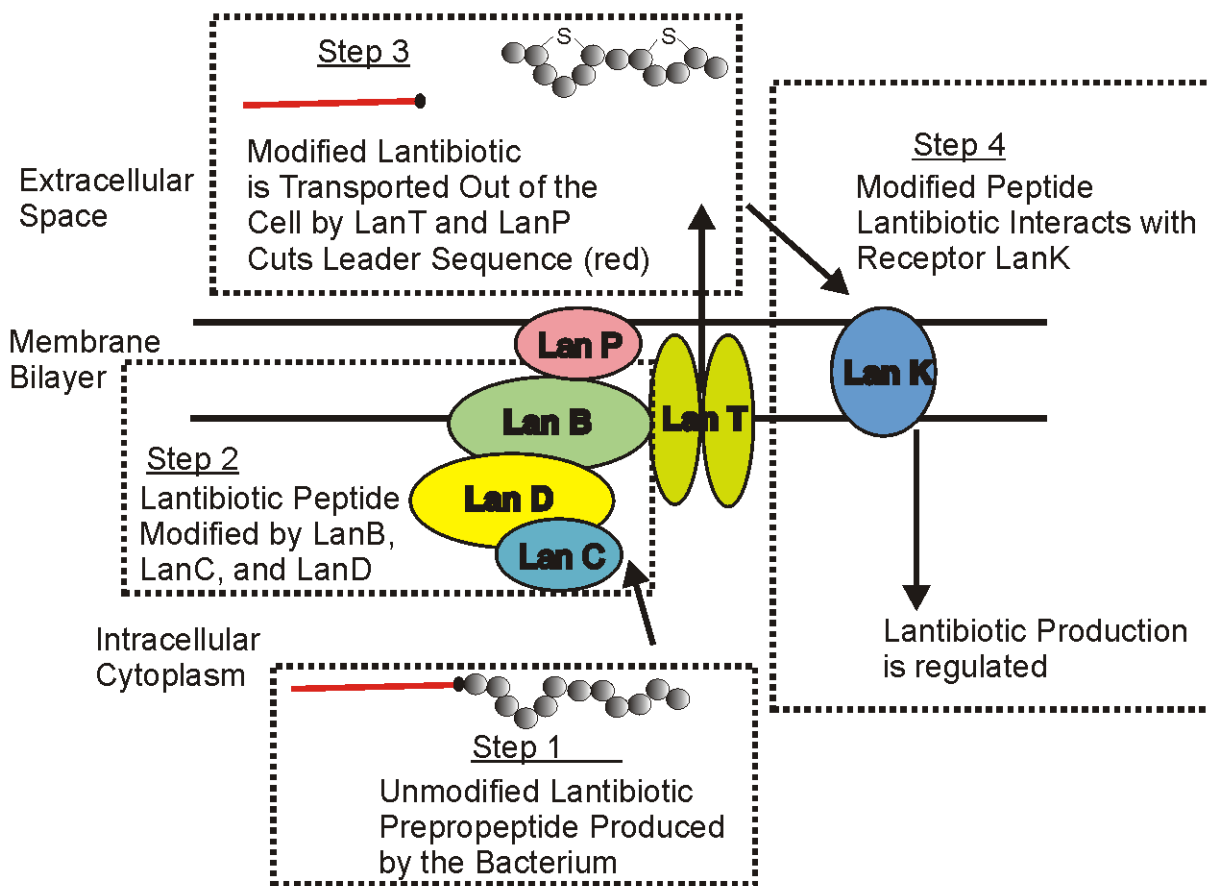 Step 3
S
S
Modified Lantibiotic
is Transported Out of the
Cell by LanT and LanP
Cuts Leader Sequence (red)
Extracellular
Space
Step 4
Modified Peptide
Lantibiotic Interacts with
Receptor LanK
Membrane
Bilayer
Lan P
Lan B
Lan T
Lan K
Lan D
Lan C
Step 2
Lantibiotic Peptide
Modified by LanB,
LanC, and LanD
Intracellular
Cytoplasm
Lantibiotic Production
is regulated
Step 1
Unmodified Lantibiotic
Prepropeptide Produced
by the Bacterium